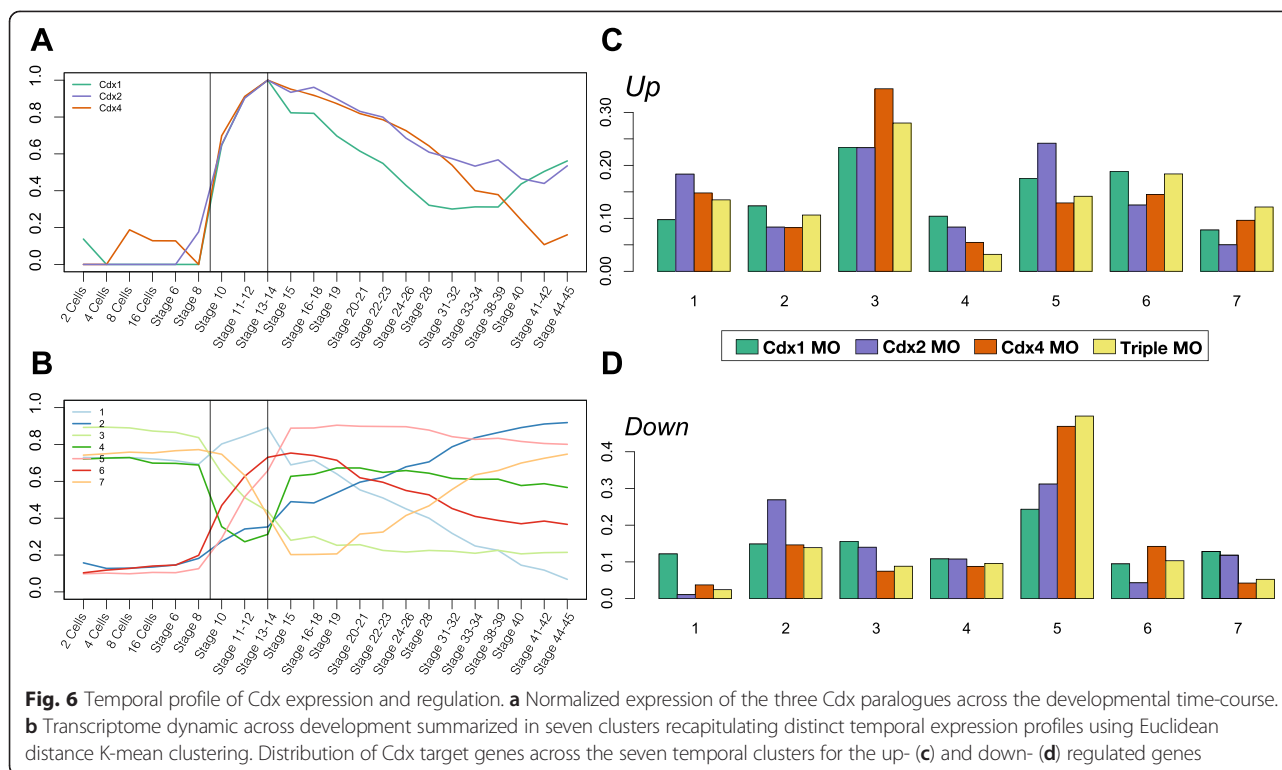 A
1.0
0.8
0.6
0.4
0.2
0.0
Cdx1
Cdx2
Cdx4
2 Cells
4 Cells
8 Cells
16 Cells
Stage 6
Stage 8
Stage 10
Stage 11-12
Stage 13-14
Stage 15
Stage 16-18
Stage 19
Stage 20-21
Stage 22-23
Stage 24-26
Stage 28
Stage 31-32
Stage 33-34
Stage 38-39
Stage 40
Stage 41-42
Stage 44-45
B
1.0
0.8
0.6
0.4
0.2
0.0
1
2
3
4
5
6
7
2 Cells
4 Cells
8 Cells
16 Cells
Stage 6
Stage 8
Stage 10
Stage 11-12
Stage 13-14
Stage 15
Stage 16-18
Stage 19
Stage 20-21
Stage 22-23
Stage 24-26
Stage 28
Stage 31-32
Stage 33-34
Stage 38-39
Stage 40
Stage 41-42
Stage 44-45
C
Up
0.30
0.20
0.10
0.00
1 2 3 4 5 6 7
Cdx1 MO Cdx2 MO Cdx4 MO Triple MO
D
Down
0.4
0.3
0.2
0.1
0.0
1 2 3 4 5 6 7
Fig. 6 Temporal profile of Cdx expression and regulation. a Normalized expression of the three Cdx paralogues across the developmental time-course.
b Transcriptome dynamic across development summarized in seven clusters recapitulating distinct temporal expression profiles using Euclidean
distance K-mean clustering. Distribution of Cdx target genes across the seven temporal clusters for the up- (c) and down- (d) regulated genes